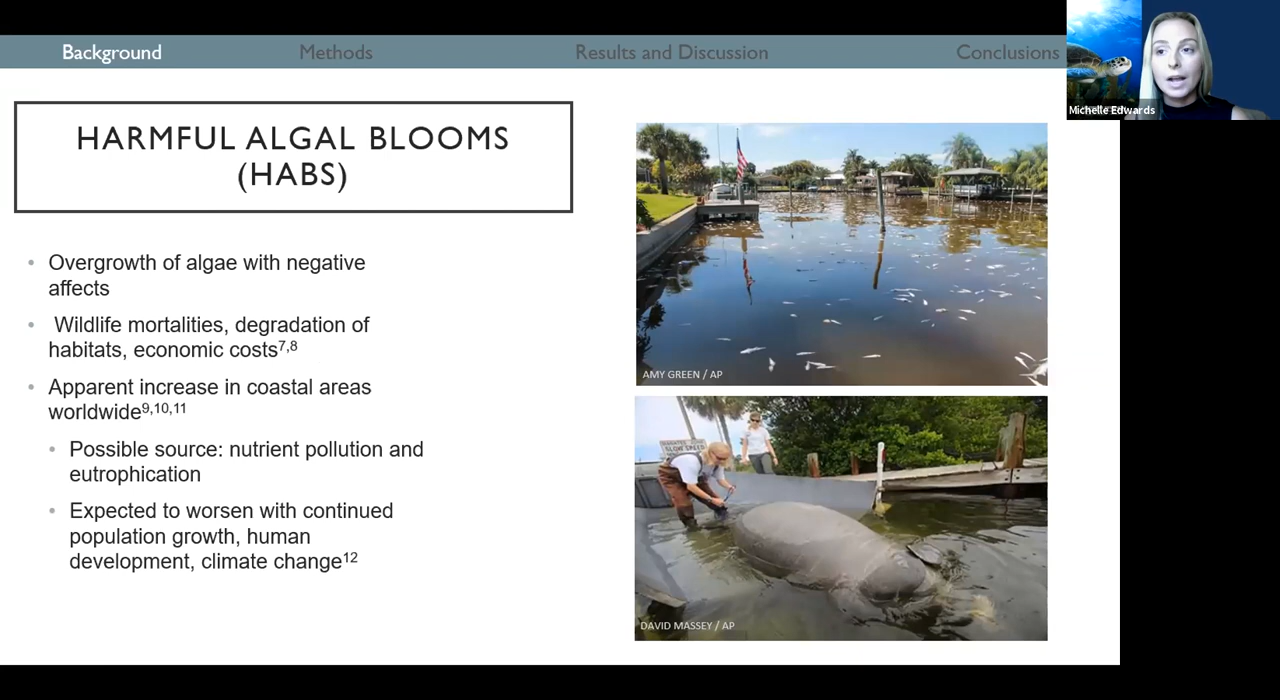 Background Methods Results and Discussion Conclusions
Michelle Edwards
HARMFUL ALGAL BLOOMS
(HABS)
• Overgrowth of algae with negative
affects
• Wildlife mortalities, degradation of
habitats, economic costs7,8
• Apparent increase in coastal areas
worldwide9,10,11
• Possible source: nutrient pollution and
eutrophication
• Expected to worsen with continued
population growth, human
development, climate change12
AMY GREEN / AP
SLOW SPEED
DAVID MASSEY / AP